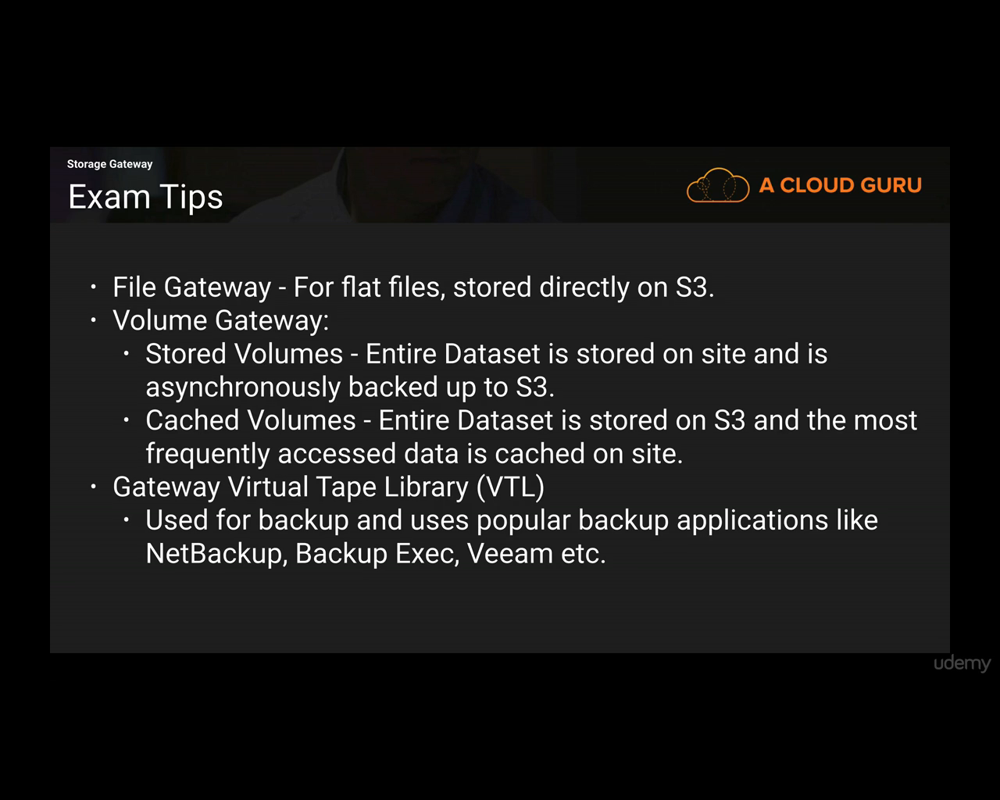 Storage Gateway
Exam Tips
A CLOUD GURU
• File Gateway - For flat files, stored directly on S3.
• Volume Gateway:
• Stored Volumes - Entire Dataset is stored on site and is
asynchronously backed up to S3.
• Cached Volumes - Entire Dataset is stored on S3 and the most
frequently accessed data is cached on site.
• Gateway Virtual Tape Library (VTL)
• Used for backup and uses popular backup applications like
NetBackup, Backup Exec, Veeam etc.
udemy